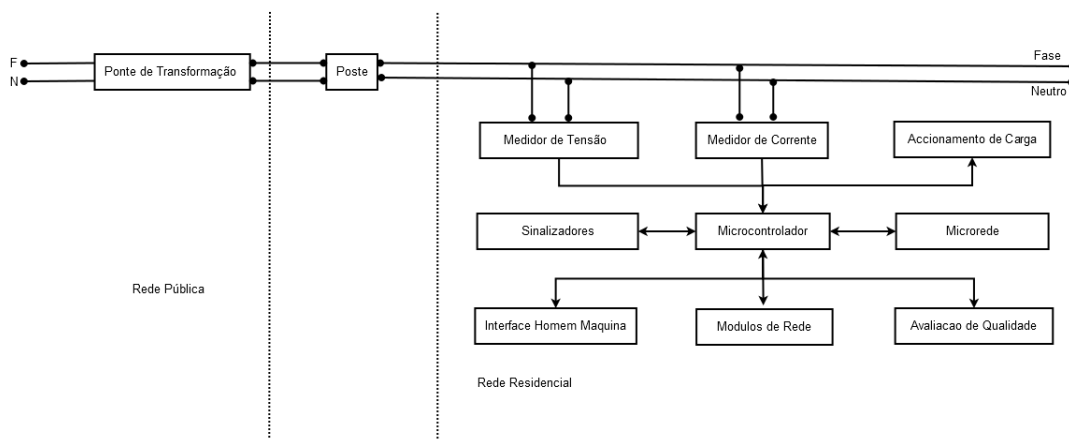 F
N
Ponte de Transformação
Poste
Fase
Neutro
Medidor de Tensão
Medidor de Corrente
Accionamento de Carga
Sinalizadores
Microcontrolador
Microrede
Rede Pública
Interface Homem Maquina
Modulos de Rede
Avaliacao de Qualidade
Rede Residencial